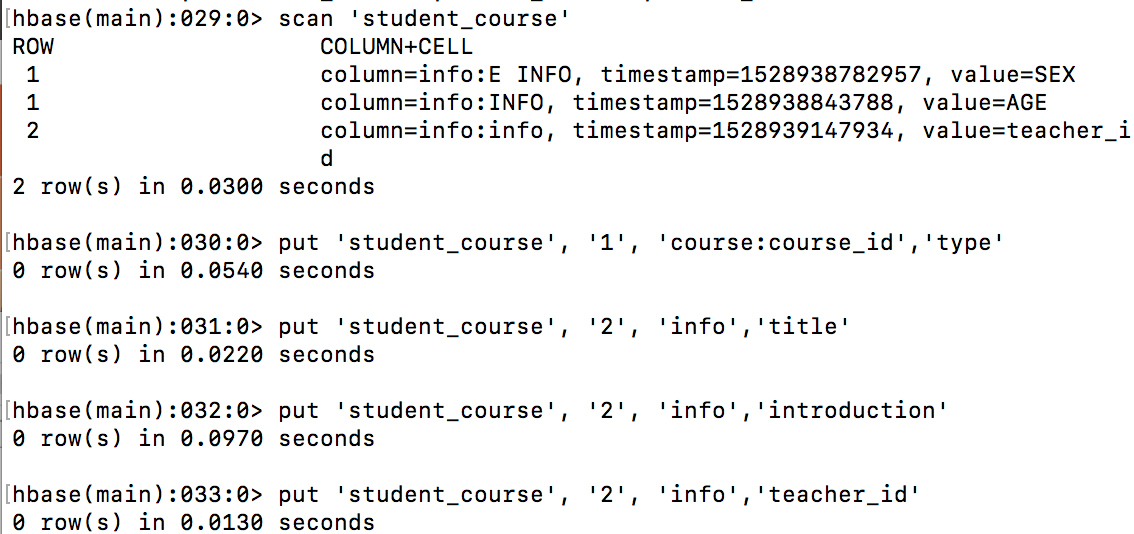 [hbase(main):029:0> scan 'student_course'
ROW                   COLUMN+CELL
 1                    column=info:E INFO, timestamp=1528938782957, value=SEX
 1                    column=info:INFO, timestamp=1528938843788, value=AGE
 2                    column=info:info, timestamp=1528939147934, value=teacher_i
                      d
2 row(s) in 0.0300 seconds

[hbase(main):030:0> put 'student_course', '1', 'course:course_id','type'
0 row(s) in 0.0540 seconds

[hbase(main):031:0> put 'student_course', '2', 'info','title'
0 row(s) in 0.0220 seconds

[hbase(main):032:0> put 'student_course', '2', 'info','introduction'
0 row(s) in 0.0970 seconds

[hbase(main):033:0> put 'student_course', '2', 'info','teacher_id'
0 row(s) in 0.0130 seconds